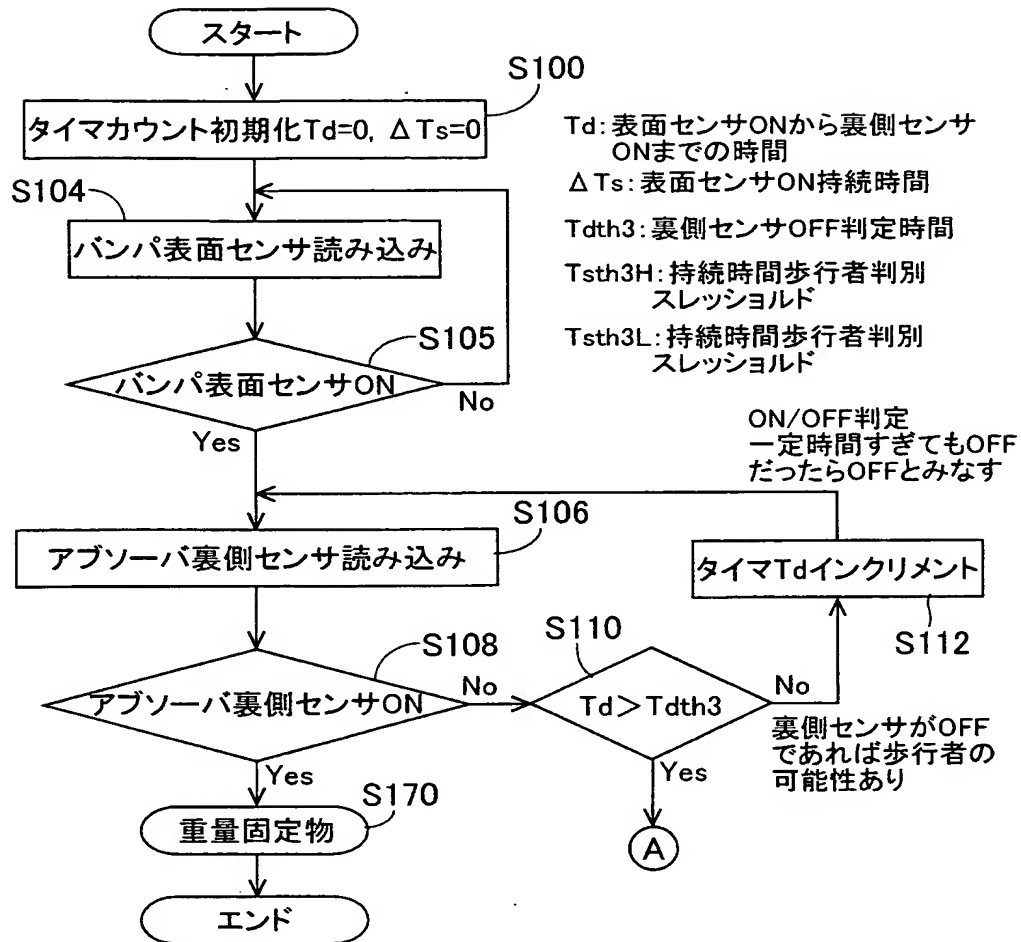 スタート
S100
タイマカウント初期化Td=0, ΔTs=0
Td:表面センサONから裏側センサ
ONまでの時間
ΔTs:表面センサON持続時間
Tdth3:裏側センサOFF判定時間
Tsth3H:持続時間歩行者判別
スレッショルド
Tsth3L:持続時間歩行者判別
スレッショルド
S104
バンパ表面センサ読み込み
S105
バンパ表面センサON
No
Yes
ON/OFF判定
一定時間すぎてもOFF
だったらOFFとみなす
S106
アブソーバ裏側センサ読み込み
タイマTdインクリメント
S112
S108
アブソーバ裏側センサON
No
S110
Td>Tdth3
No
裏側センサがOFF
であれば歩行者の
可能性あり
Yes
Yes
S170
重量固定物
A
エンド